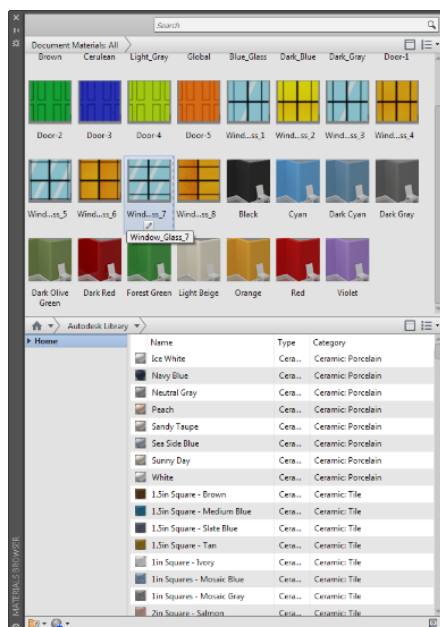 Search
Document Materials: All
Brown Cerulean Light_Gray Global Blue_Glass Dark_Blue Dark_Gray Door-1
Door-2 Door-3 Door-4 Door-5 Wind...ss_1 Wind...ss_2 Wind...ss_3 Wind...ss_4
Wind...ss_5 Wind...ss_6 Wind...ss_7 Wind...ss_8 Black Cyan Dark Cyan Dark Gray
Window_Glass_7
Dark Olive Green Dark Red Forest Green Light Beige Orange Red Violet
Autodesk Library
Home
Name Type Category
Ice White Cera... Ceramic: Porcelain
Navy Blue Cera... Ceramic: Porcelain
Neutral Gray Cera... Ceramic: Porcelain
Peach Cera... Ceramic: Porcelain
Sandy Taupe Cera... Ceramic: Porcelain
Sea Side Blue Cera... Ceramic: Porcelain
Sunny Day Cera... Ceramic: Porcelain
White Cera... Ceramic: Porcelain
1.5in Square - Brown Cera... Ceramic: Tile
1.5in Square - Medium Blue Cera... Ceramic: Tile
1.5in Square - Slate Blue Cera... Ceramic: Tile
1.5in Square - Tan Cera... Ceramic: Tile
1in Square - Ivory Cera... Ceramic: Tile
1in Squares - Mosaic Blue Cera... Ceramic: Tile
1in Squares - Mosaic Gray Cera... Ceramic: Tile
2in Square - Salmon Cera... Ceramic: Tile
MATERIALS BROWSER